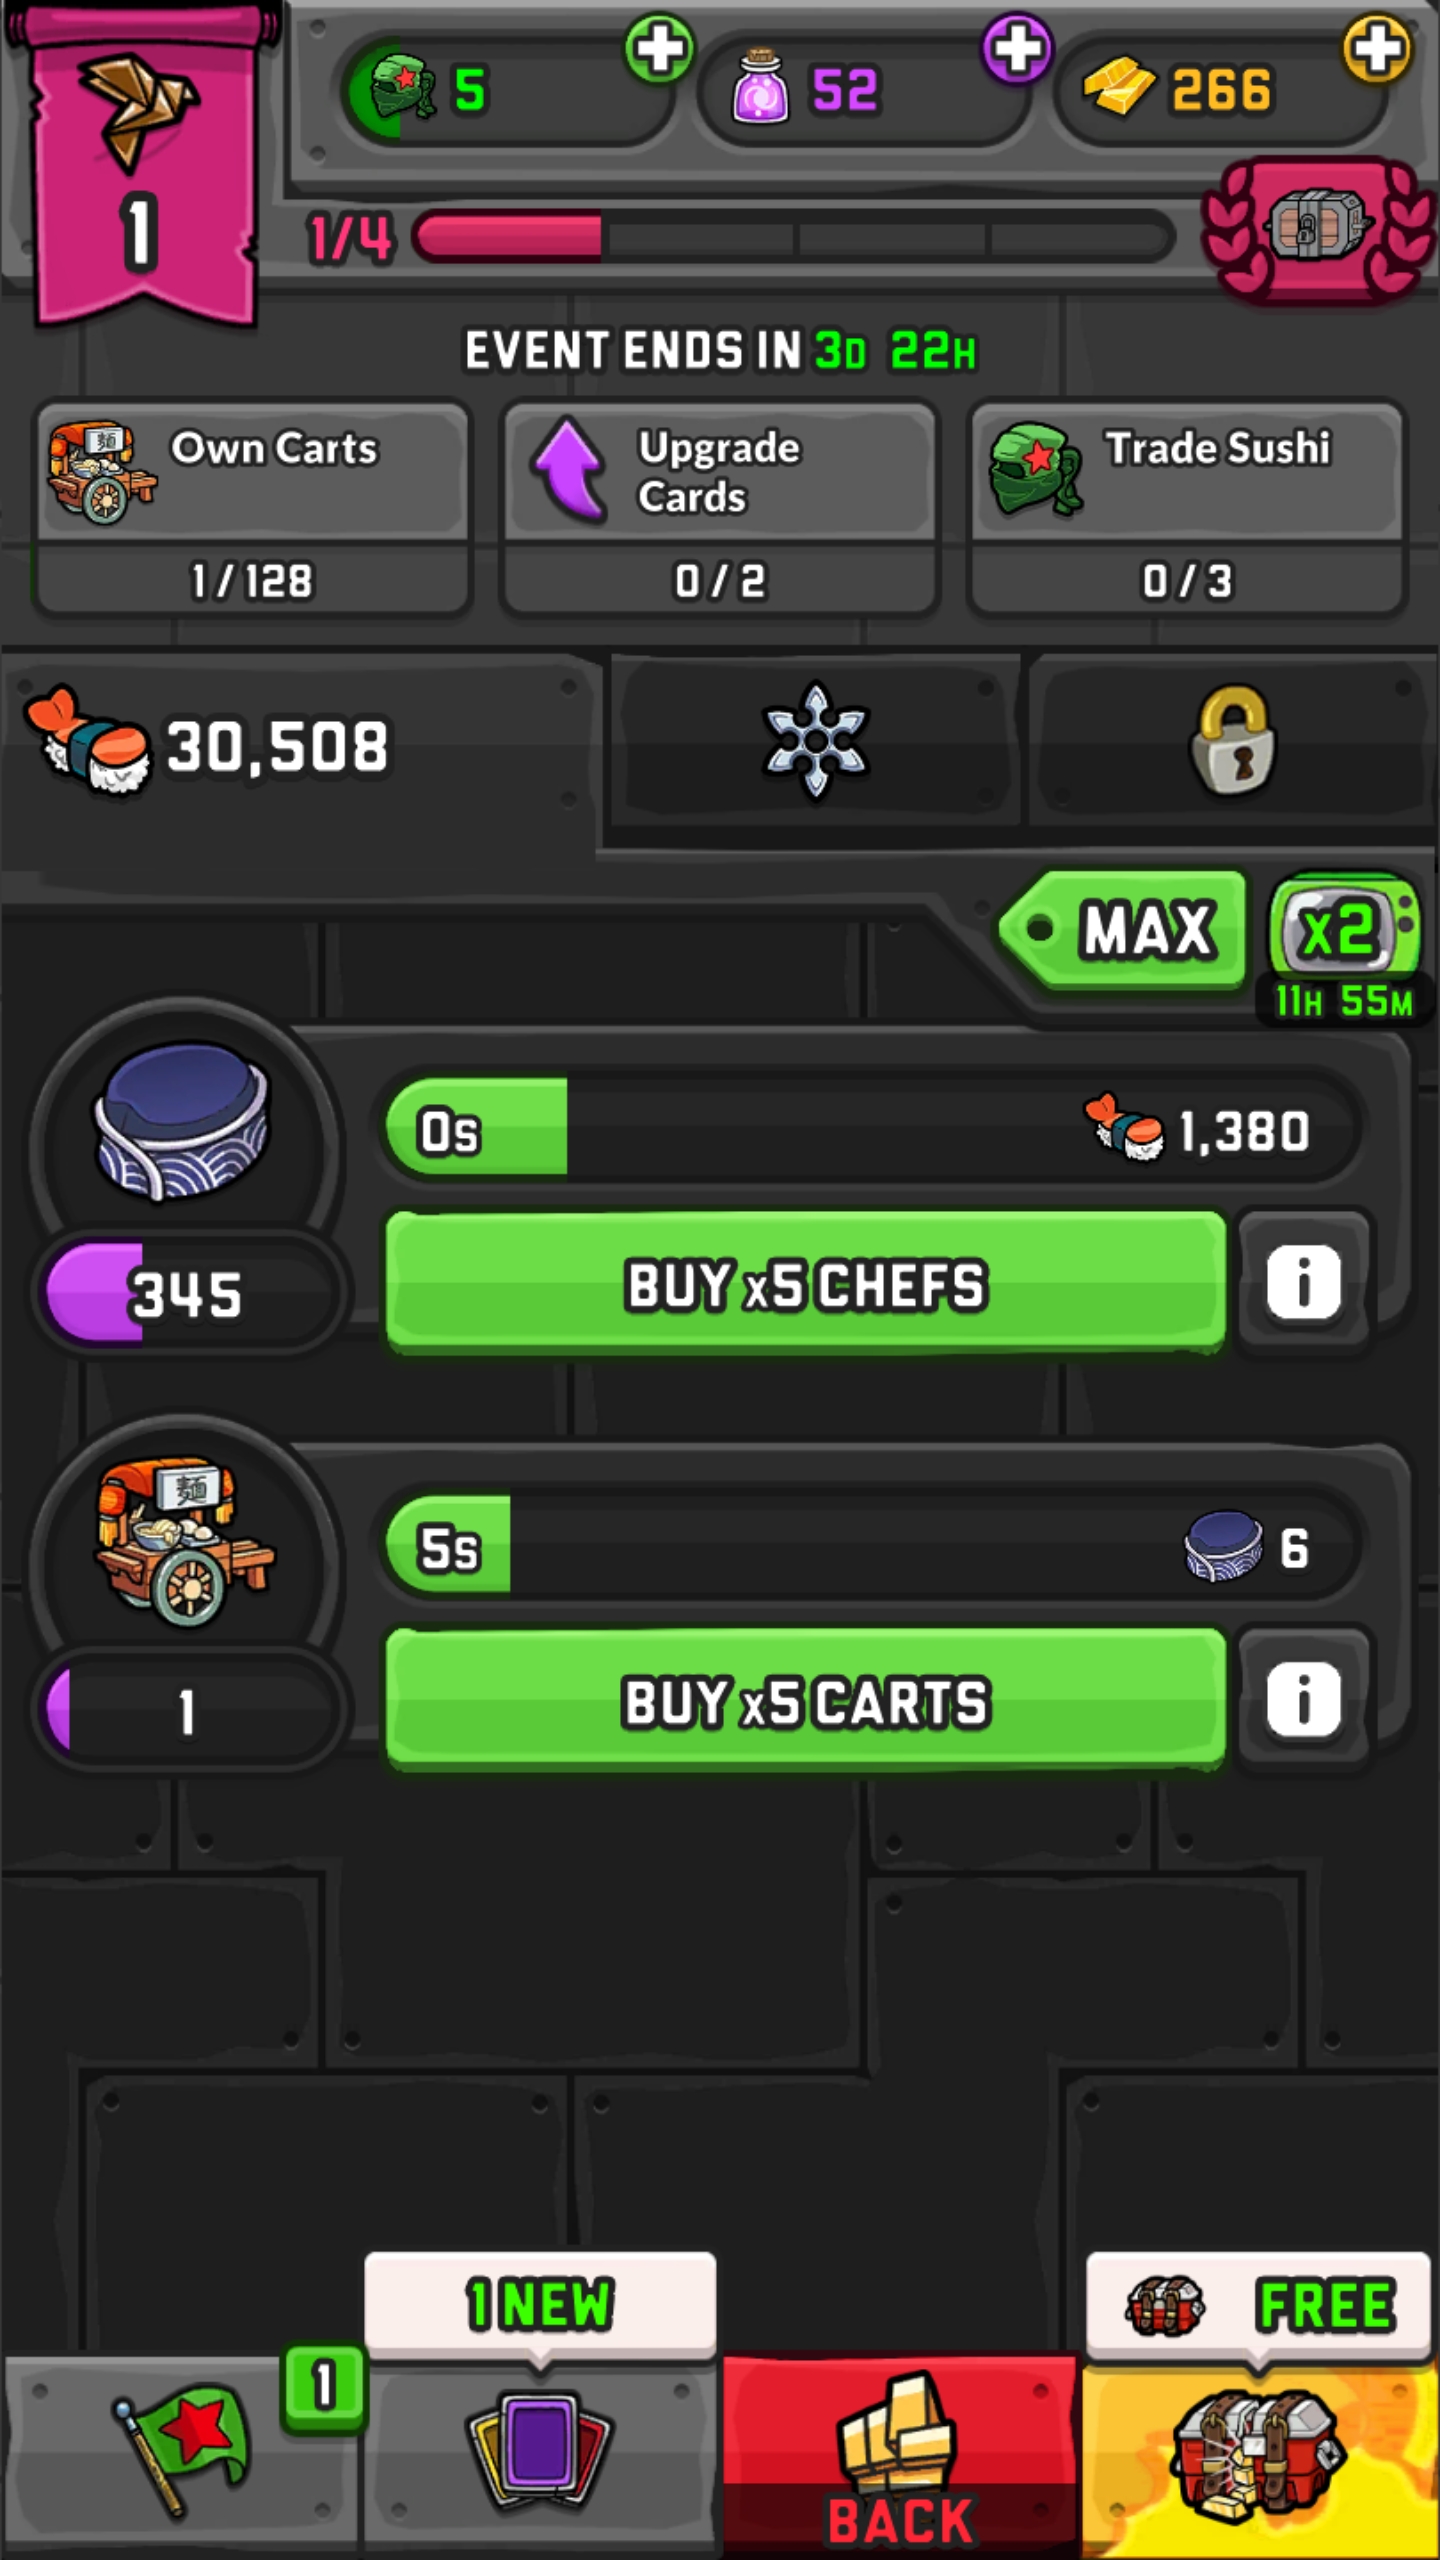 5
52
266
1
1/4
EVENT ENDS IN 3D 22H
Own Carts
1/128
Upgrade
Cards
0/2
Trade Sushi
0/3
30,508
MAX
x2
11H 55M
0s
1,380
345
BUY x5 CHEFS
i
麺
5s
6
1
BUY x5 CARTS
i
1 NEW
FREE
1
BACK